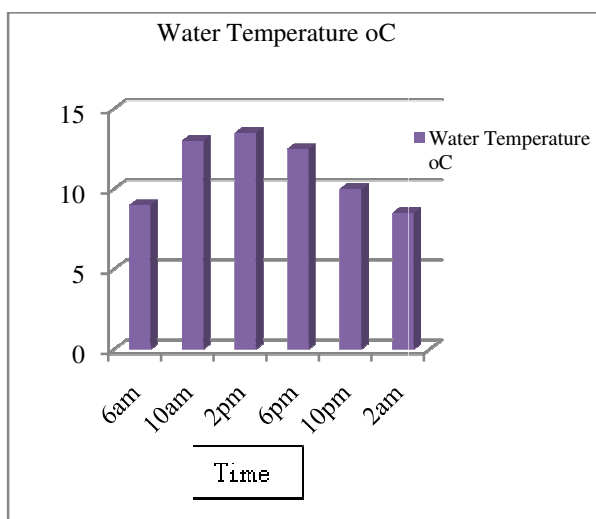 Water Temperature oC
15
10
5
0
Water Temperature
oC
6am
10am
2pm
6pm
10pm
2am
Time